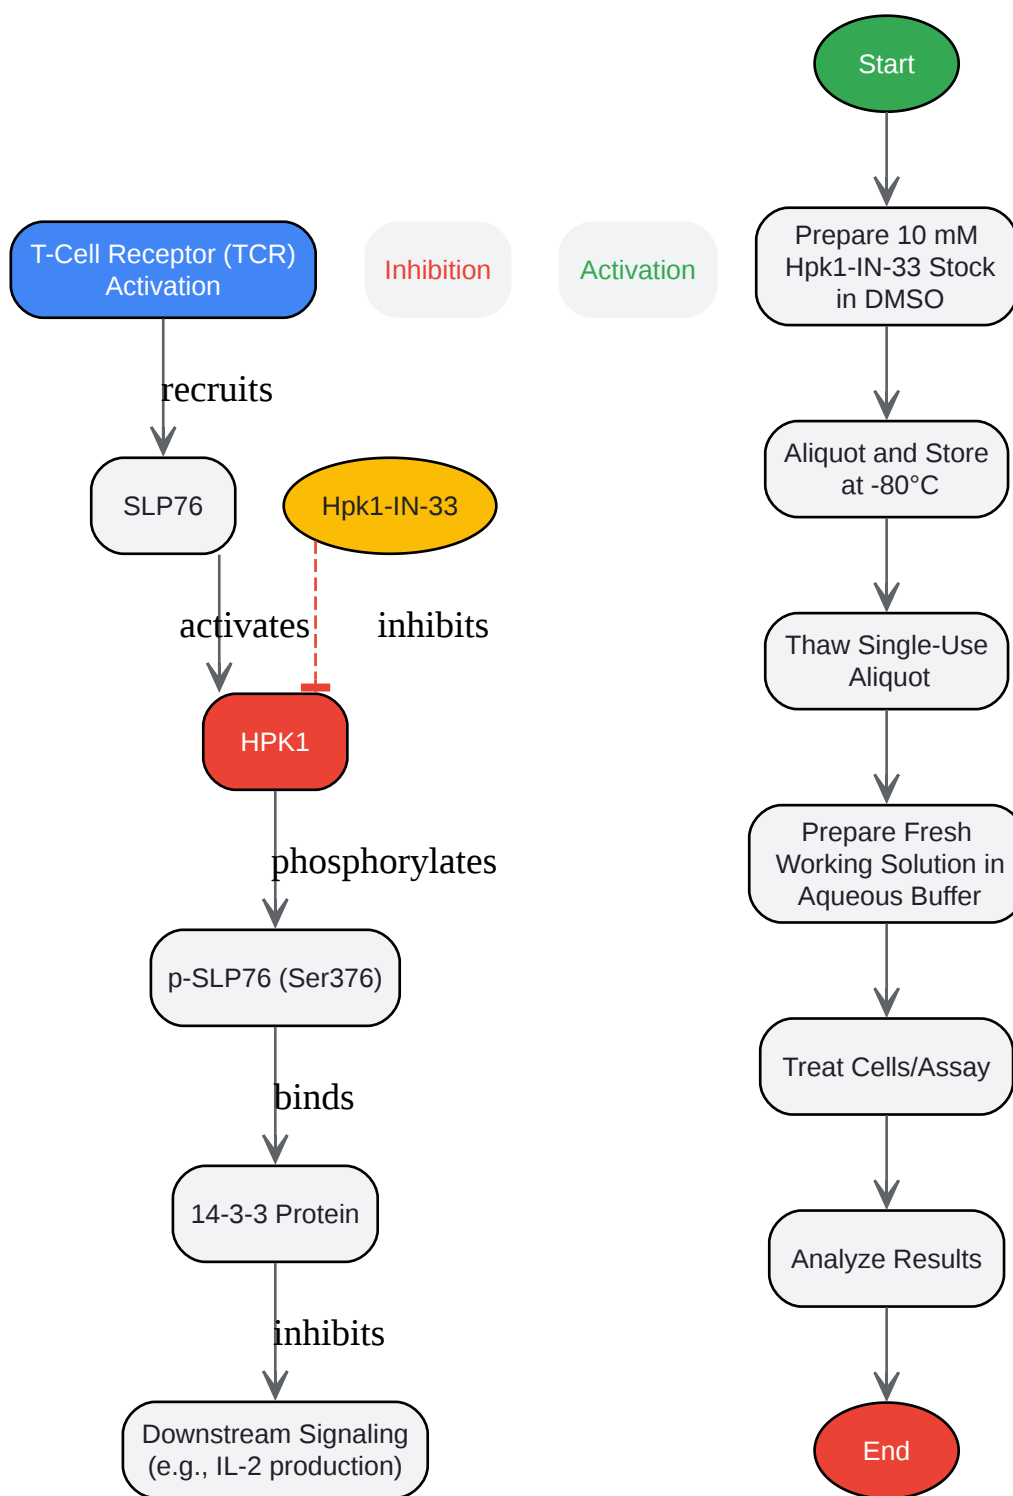 T-Cell Receptor (TCR)
Activation
Inhibition
Activation
recruits
SLP76
Hpk1-IN-33
activates
inhibits
HPK1
phosphorylates
p-SLP76 (Ser376)
binds
14-3-3 Protein
inhibits
Downstream Signaling
(e.g., IL-2 production)
Start
Prepare 10 mM
Hpk1-IN-33 Stock
in DMSO
Aliquot and Store
at -80°C
Thaw Single-Use
Aliquot
Prepare Fresh
Working Solution in
Aqueous Buffer
Treat Cells/Assay
Analyze Results
End